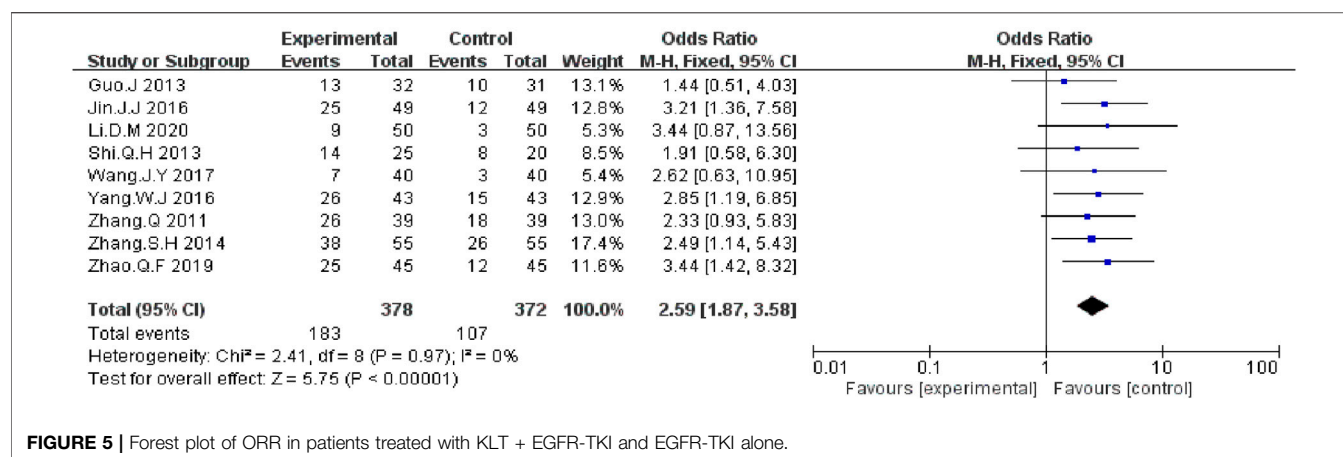 Experimental Control Odds Ratio Odds Ratio
Study or Subgroup Events Total Events Total Weight M-H, Fixed, 95% CI M-H, Fixed, 95% CI
Guo.J 2013 13 32 10 31 13.1% 1.44 [0.51, 4.03]
Jin.J.J 2016 25 49 12 49 12.8% 3.21 [1.36, 7.58]
Li.D.M 2020 9 50 3 50 5.3% 3.44 [0.87, 13.56]
Shi.Q.H 2013 14 25 8 20 8.5% 1.91 [0.58, 6.30]
Wang.J.Y 2017 7 40 3 40 5.4% 2.62 [0.63, 10.95]
Yang.W.J 2016 26 43 15 43 12.9% 2.85 [1.19, 6.85]
Zhang.Q 2011 26 39 18 39 13.0% 2.33 [0.93, 5.83]
Zhang.S.H 2014 38 55 26 55 17.4% 2.49 [1.14, 5.43]
Zhao.Q.F 2019 25 45 12 45 11.6% 3.44 [1.42, 8.32]
Total (95% CI) 378 372 100.0% 2.59 [1.87, 3.58]
Total events 183 107
Heterogeneity: Chi² = 2.41, df = 8 (P = 0.97); I² = 0%
Test for overall effect: Z = 5.75 (P < 0.00001)
0.01 0.1 1 10 100
Favours [experimental] Favours [control]
FIGURE 5 | Forest plot of ORR in patients treated with KLT + EGFR-TKI and EGFR-TKI alone.